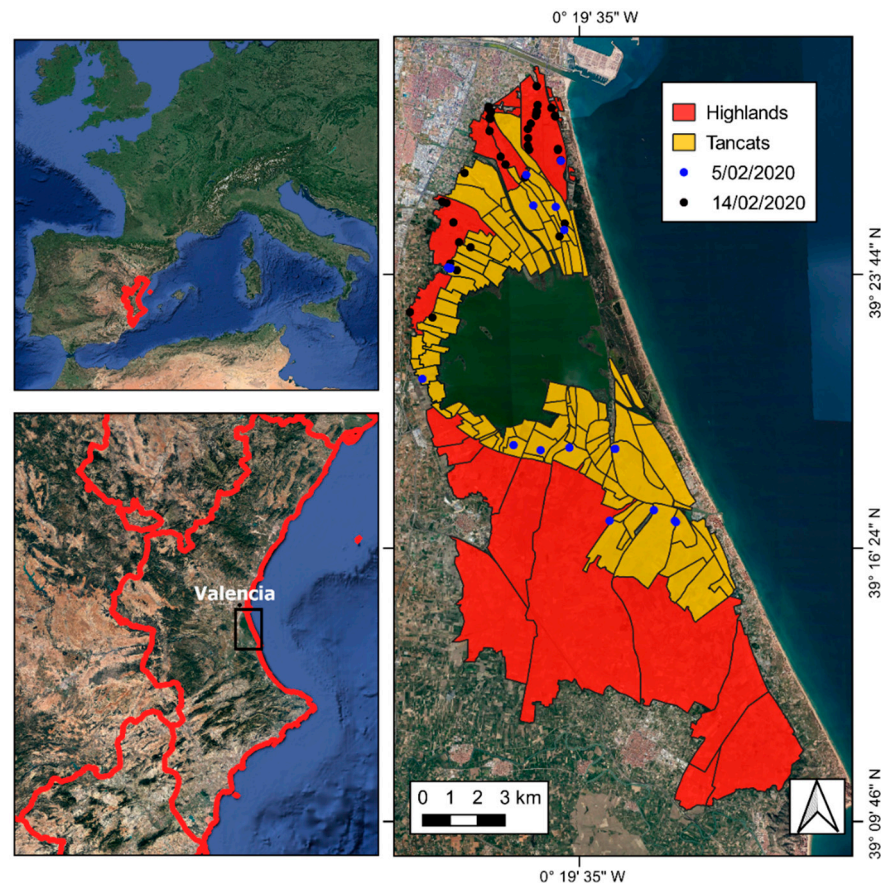 0° 19' 35" W
Highlands
Tancats
5/02/2020
14/02/2020
39° 23' 44" N
Valencia
39° 16' 24" N
0 1 2 3 km
39° 09' 46" N
0° 19' 35" W